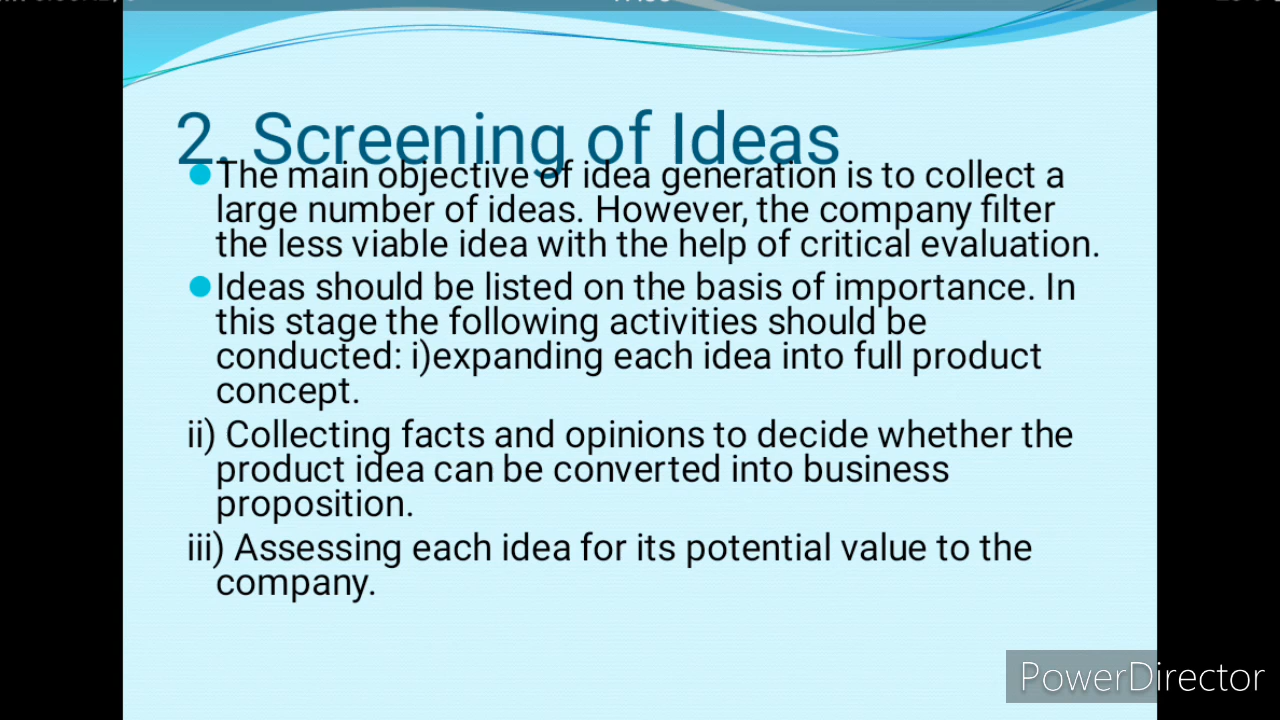 2. Screening of Ideas
The main objective of idea generation is to collect a
large number of ideas. However, the company filter
the less viable idea with the help of critical evaluation.
Ideas should be listed on the basis of importance. In
this stage the following activities should be
conducted: i)expanding each idea into full product
concept.
ii) Collecting facts and opinions to decide whether the
product idea can be converted into business
proposition.
iii) Assessing each idea for its potential value to the
company.
PowerDirector